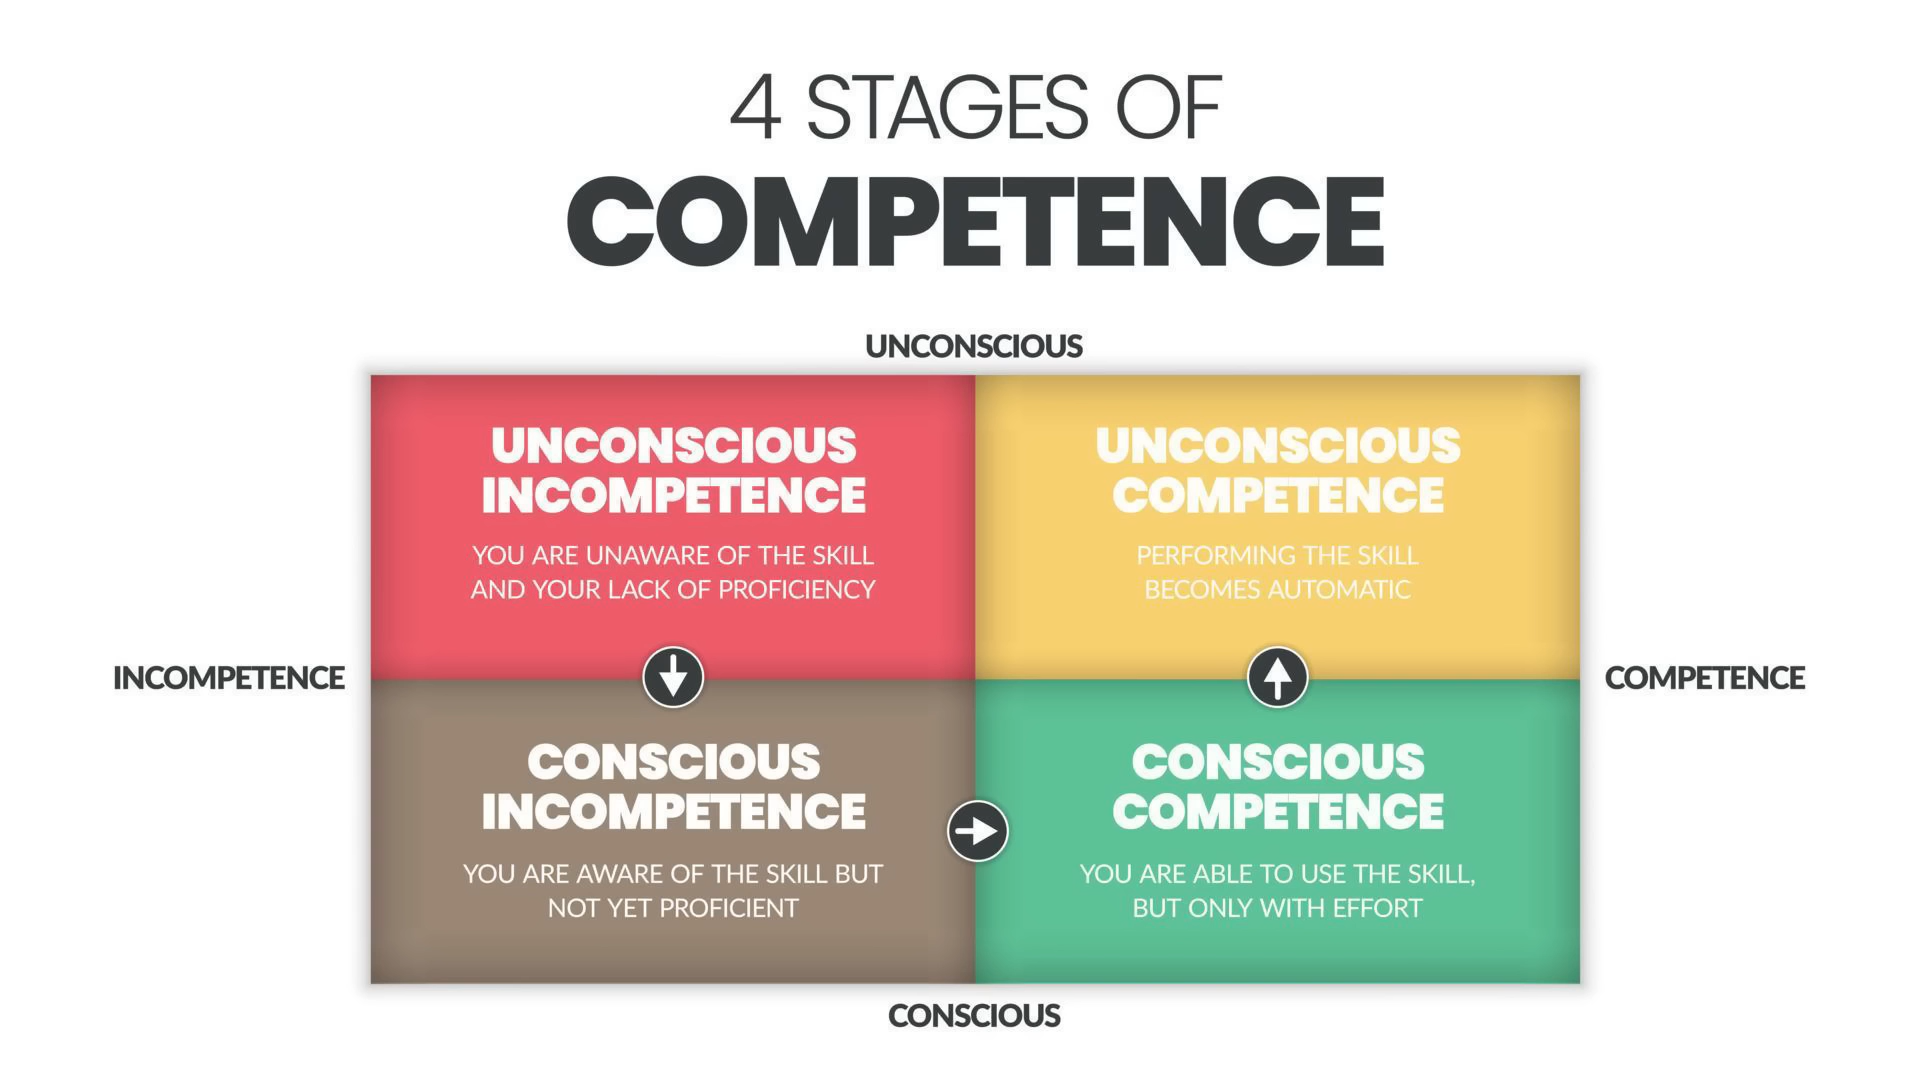 4 STAGES OF
COMPETENCE
UNCONSCIOUS
UNCONSCIOUS
INCOMPETENCE
YOU ARE UNAWARE OF THE SKILL
AND YOUR LACK OF PROFICIENCY
UNCONSCIOUS
COMPETENCE
PERFORMING THE SKILL
BECOMES AUTOMATIC
INCOMPETENCE
COMPETENCE
CONSCIOUS
INCOMPETENCE
YOU ARE AWARE OF THE SKILL BUT
NOT YET PROFICIENT
CONSCIOUS
COMPETENCE
YOU ARE ABLE TO USE THE SKILL,
BUT ONLY WITH EFFORT
CONSCIOUS